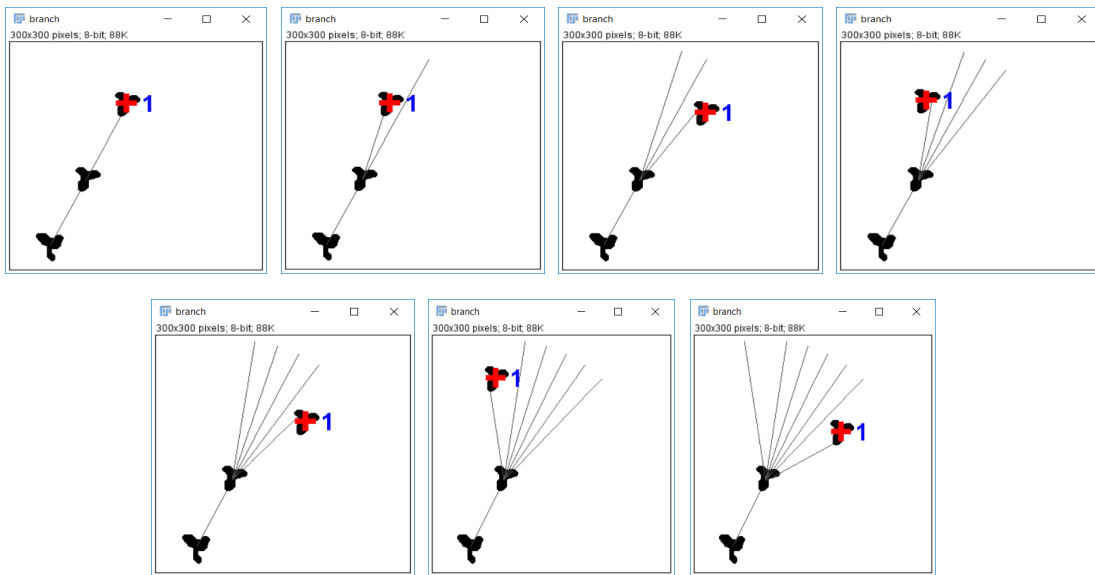 branch
300x300 pixels; 8-bit; 88K
1
branch
300x300 pixels; 8-bit; 88K
1
branch
300x300 pixels; 8-bit; 88K
1
branch
300x300 pixels; 8-bit; 88K
1
branch
300x300 pixels; 8-bit; 88K
1
branch
300x300 pixels; 8-bit; 88K
1
branch
300x300 pixels; 8-bit; 88K
1